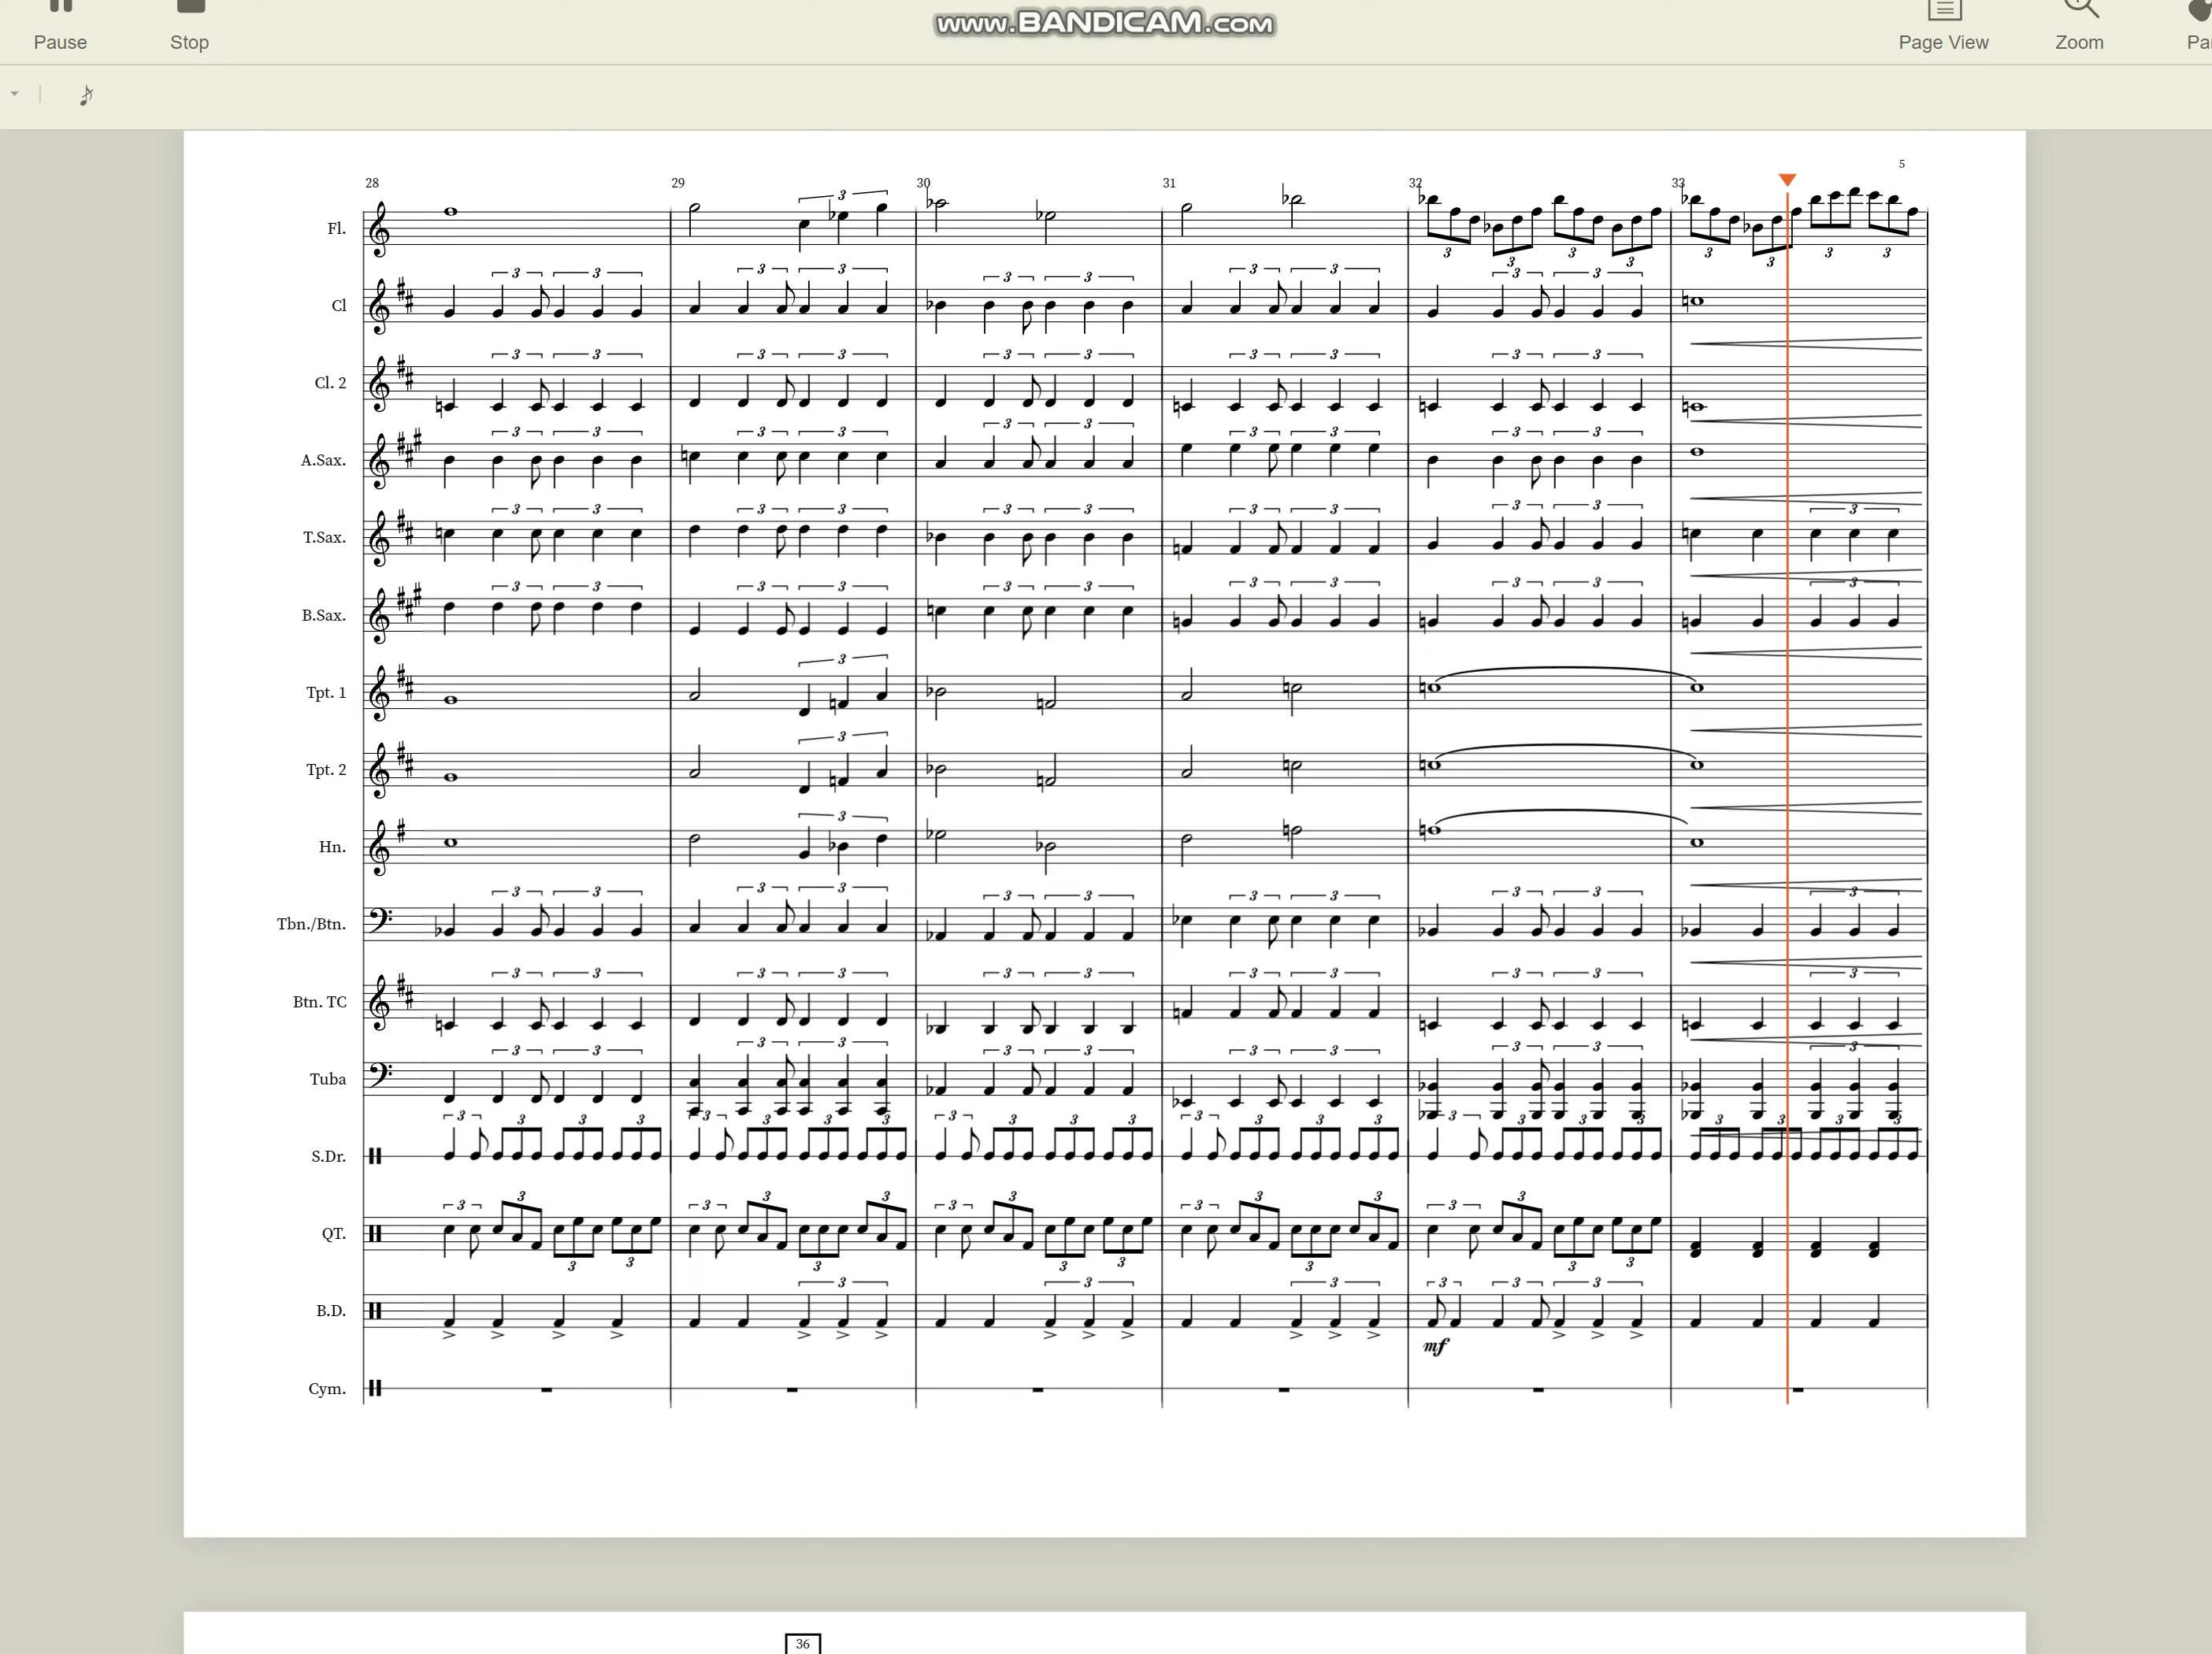 www.BANDICAM.com
Pause Stop Page View Zoom
5
28 29 30 31 32 33
Fl.
Cl
Cl. 2
A.Sax.
T.Sax.
B.Sax.
Tpt. 1
Tpt. 2
Hn.
Tbn./Btn.
Btn. TC
Tuba
S.Dr.
QT.
B.D.
mf
Cym.
36